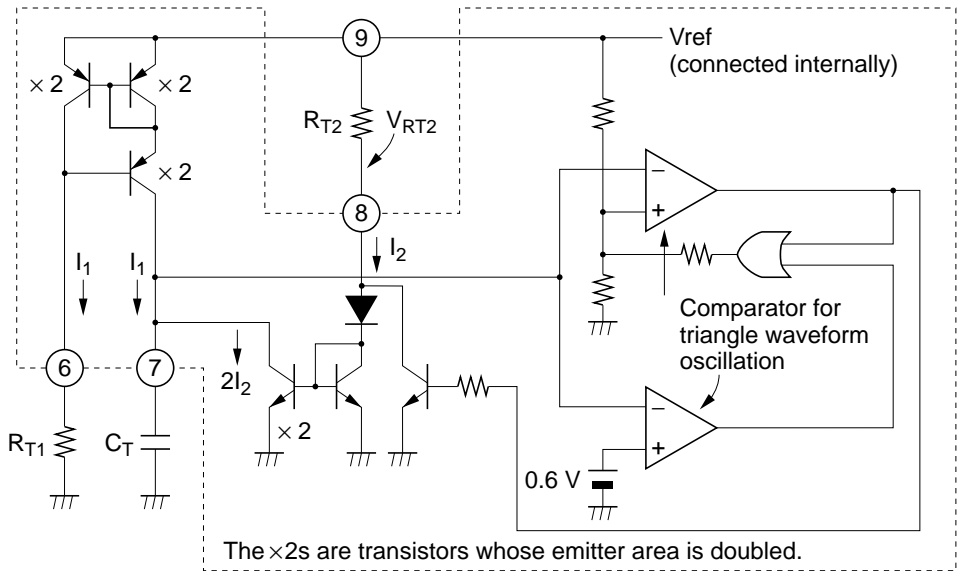 9
Vref
(connected internally)
× 2
× 2
RT2
VRT2
× 2
−
+
8
I2
I1
I1
Comparator for
triangle waveform
oscillation
6
7
2I2
−
+
× 2
RT1
CT
0.6 V
The ×2s are transistors whose emitter area is doubled.